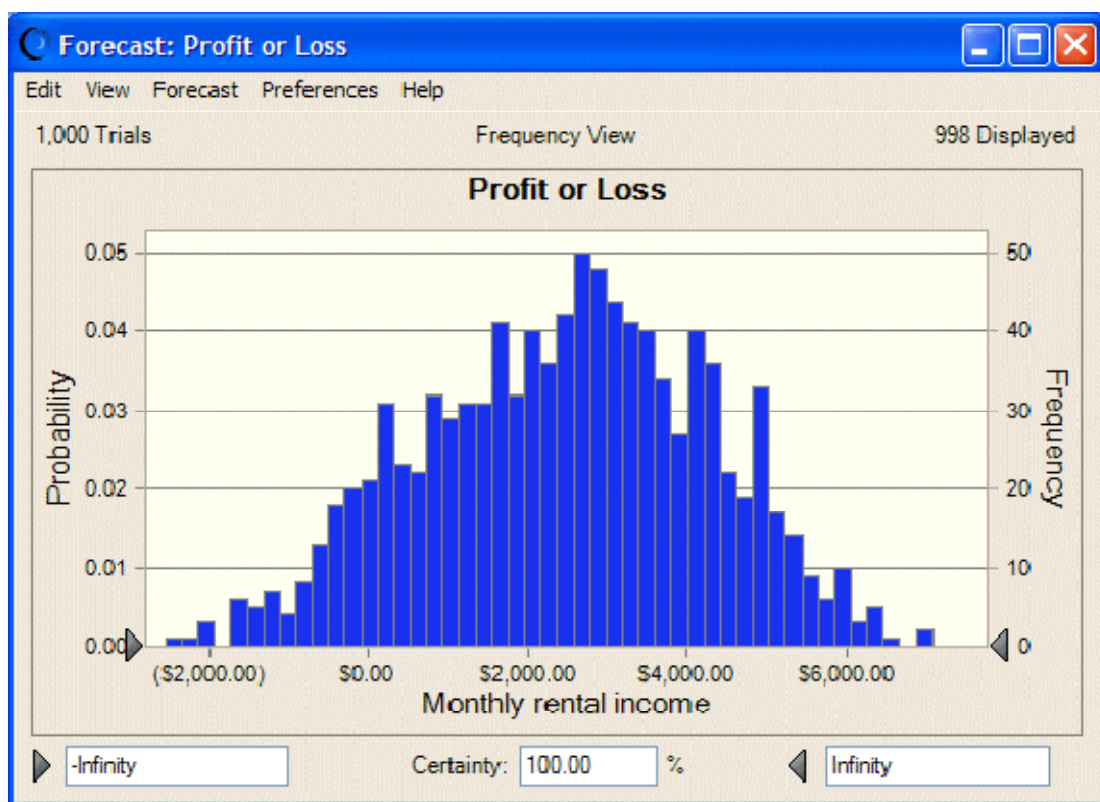 Forecast: Profit or Loss
Edit View Forecast Preferences Help
1,000 Trials Frequency View 998 Displayed
Profit or Loss
0.05
0.04
0.03
0.02
0.01
0.00
Probability
50
40
30
20
10
0
Frequency
($2,000.00) $0.00 $2,000.00 $4,000.00 $6,000.00
Monthly rental income
-Infinity Certainty: 100.00 % Infinity